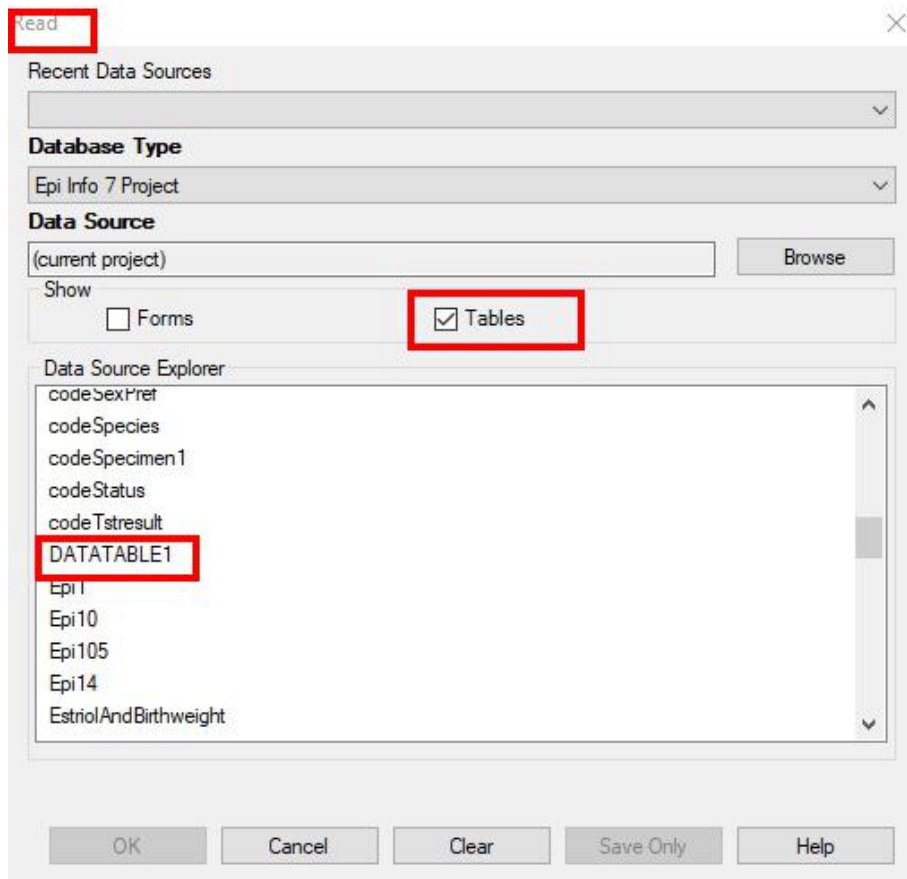 Read
Recent Data Sources
Database Type
Epi Info 7 Project
Data Source
(current project)
Browse
Show
Forms
Tables
Data Source Explorer
codeSexPref
codeSpecies
codeSpecimen1
codeStatus
codeTstresult
DATATABLE1
Epi1
Epi10
Epi105
Epi14
EstriolAndBirthweight
OK
Cancel
Clear
Save Only
Help